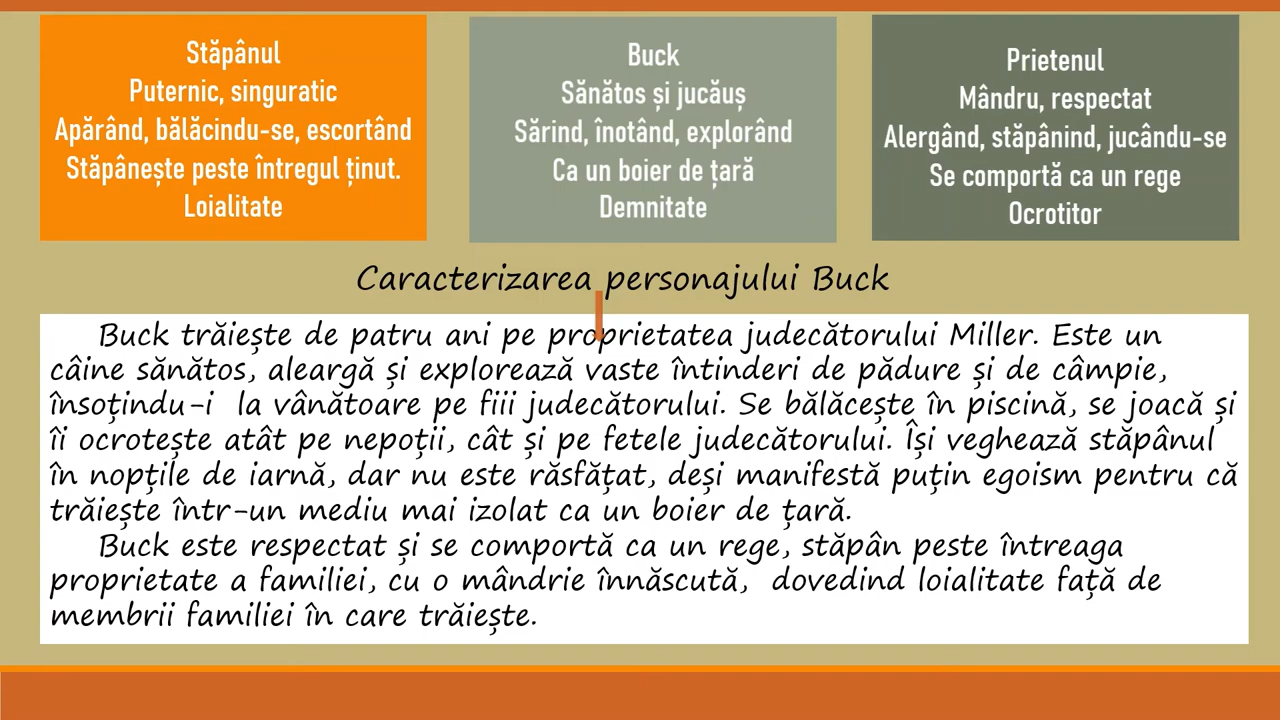 Stăpânul
Puternic, singuratic
Apărând, bălăcindu-se, escortând
Stăpânește peste întregul ținut.
Loialitate
Buck
Sănătos și jucăuș
Sărind, înotând, explorând
Ca un boier de țară
Demnitate
Prietenul
Mândru, respectat
Alergând, stăpânind, jucându-se
Se comportă ca un rege
Ocrotitor
Caracterizarea personajului Buck
Buck trăiește de patru ani pe proprietatea judecătorului Miller. Este un
câine sănătos, aleargă și explorează vaste întinderi de pădure și de câmpie,
însoțindu-i la vânătoare pe fiii judecătorului. Se bălăcește în piscină, se joacă și
îi ocrotește atât pe nepoții, cât și pe fetele judecătorului. Își veghează stăpânul
în nopțile de iarnă, dar nu este răsfățat, deși manifestă puțin egoism pentru că
trăiește într-un mediu mai izolat ca un boier de țară.
Buck este respectat și se comportă ca un rege, stăpân peste întreaga
proprietate a familiei, cu o mândrie înnăscută, dovedind loialitate față de
membrii familiei în care trăiește.